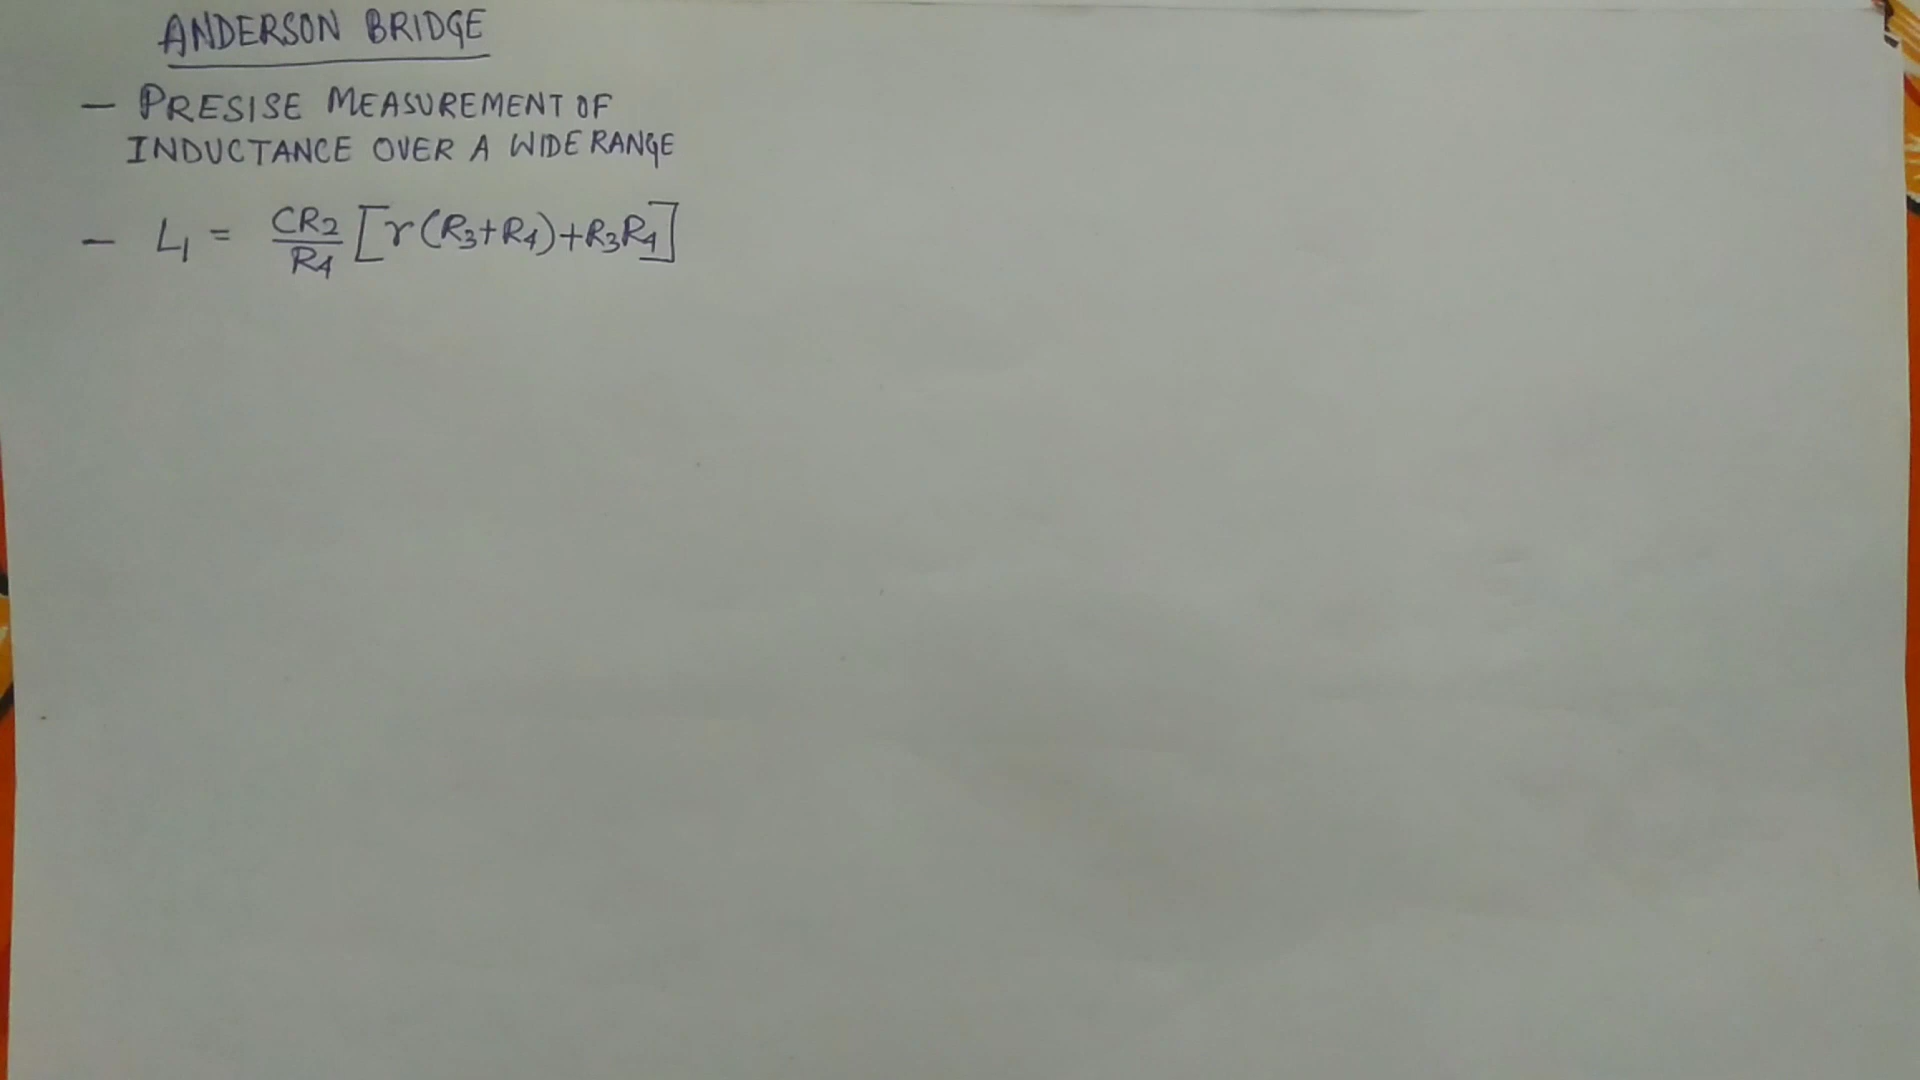 ANDERSON BRIDGE
— PRESISE MEASUREMENT OF
INDUCTANCE OVER A WIDE RANGE
— L₁ = CR₂/R₄ [r(R₃+R₄)+R₃R₄]